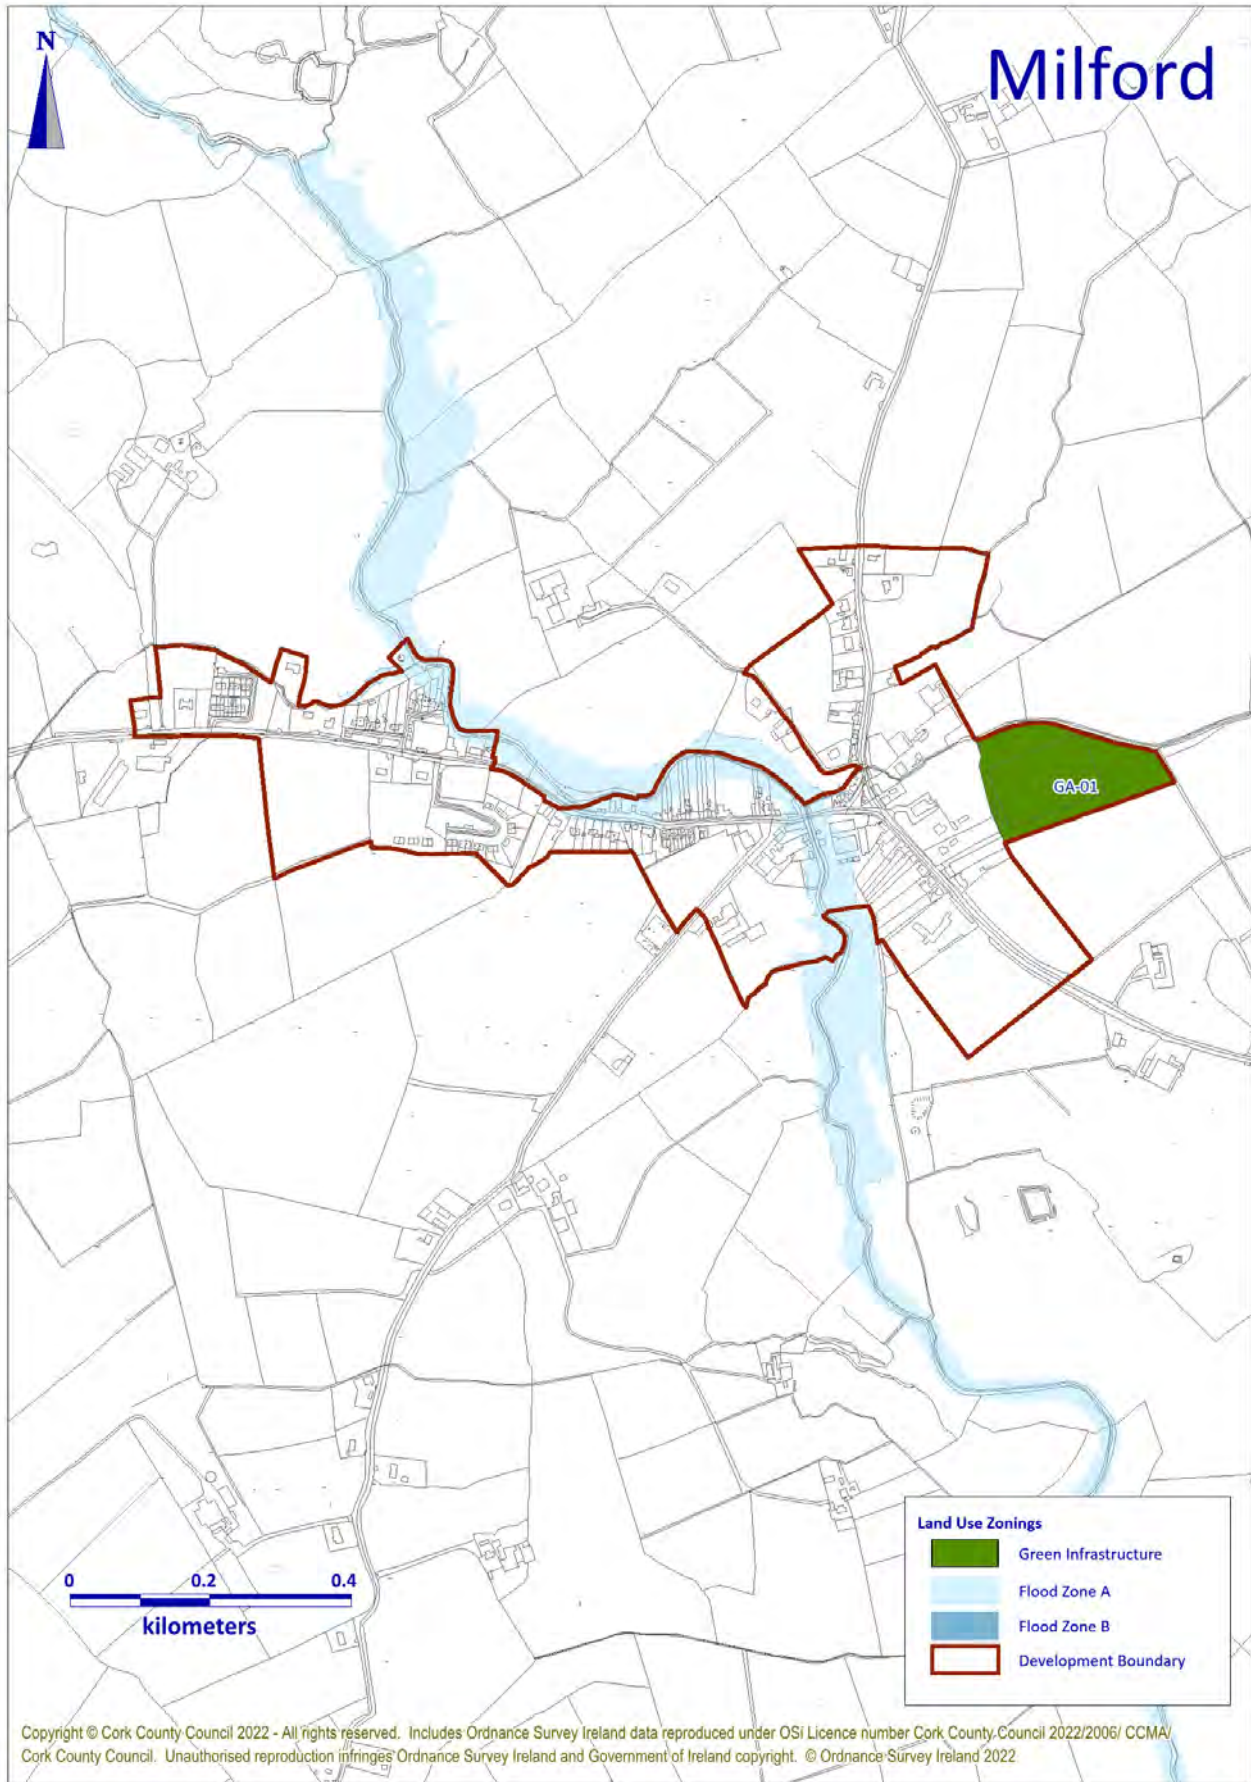 N
Milford
GA-01
Land Use Zonings
Green Infrastructure
Flood Zone A
Flood Zone B
Development Boundary
0 0.2 0.4
kilometers
Copyright © Cork County Council 2022 - All rights reserved. Includes Ordnance Survey Ireland data reproduced under OSi Licence number Cork County Council 2022/2006/ CCMA/
Cork County Council. Unauthorised reproduction infringes Ordnance Survey Ireland and Government of Ireland copyright. © Ordnance Survey Ireland 2022